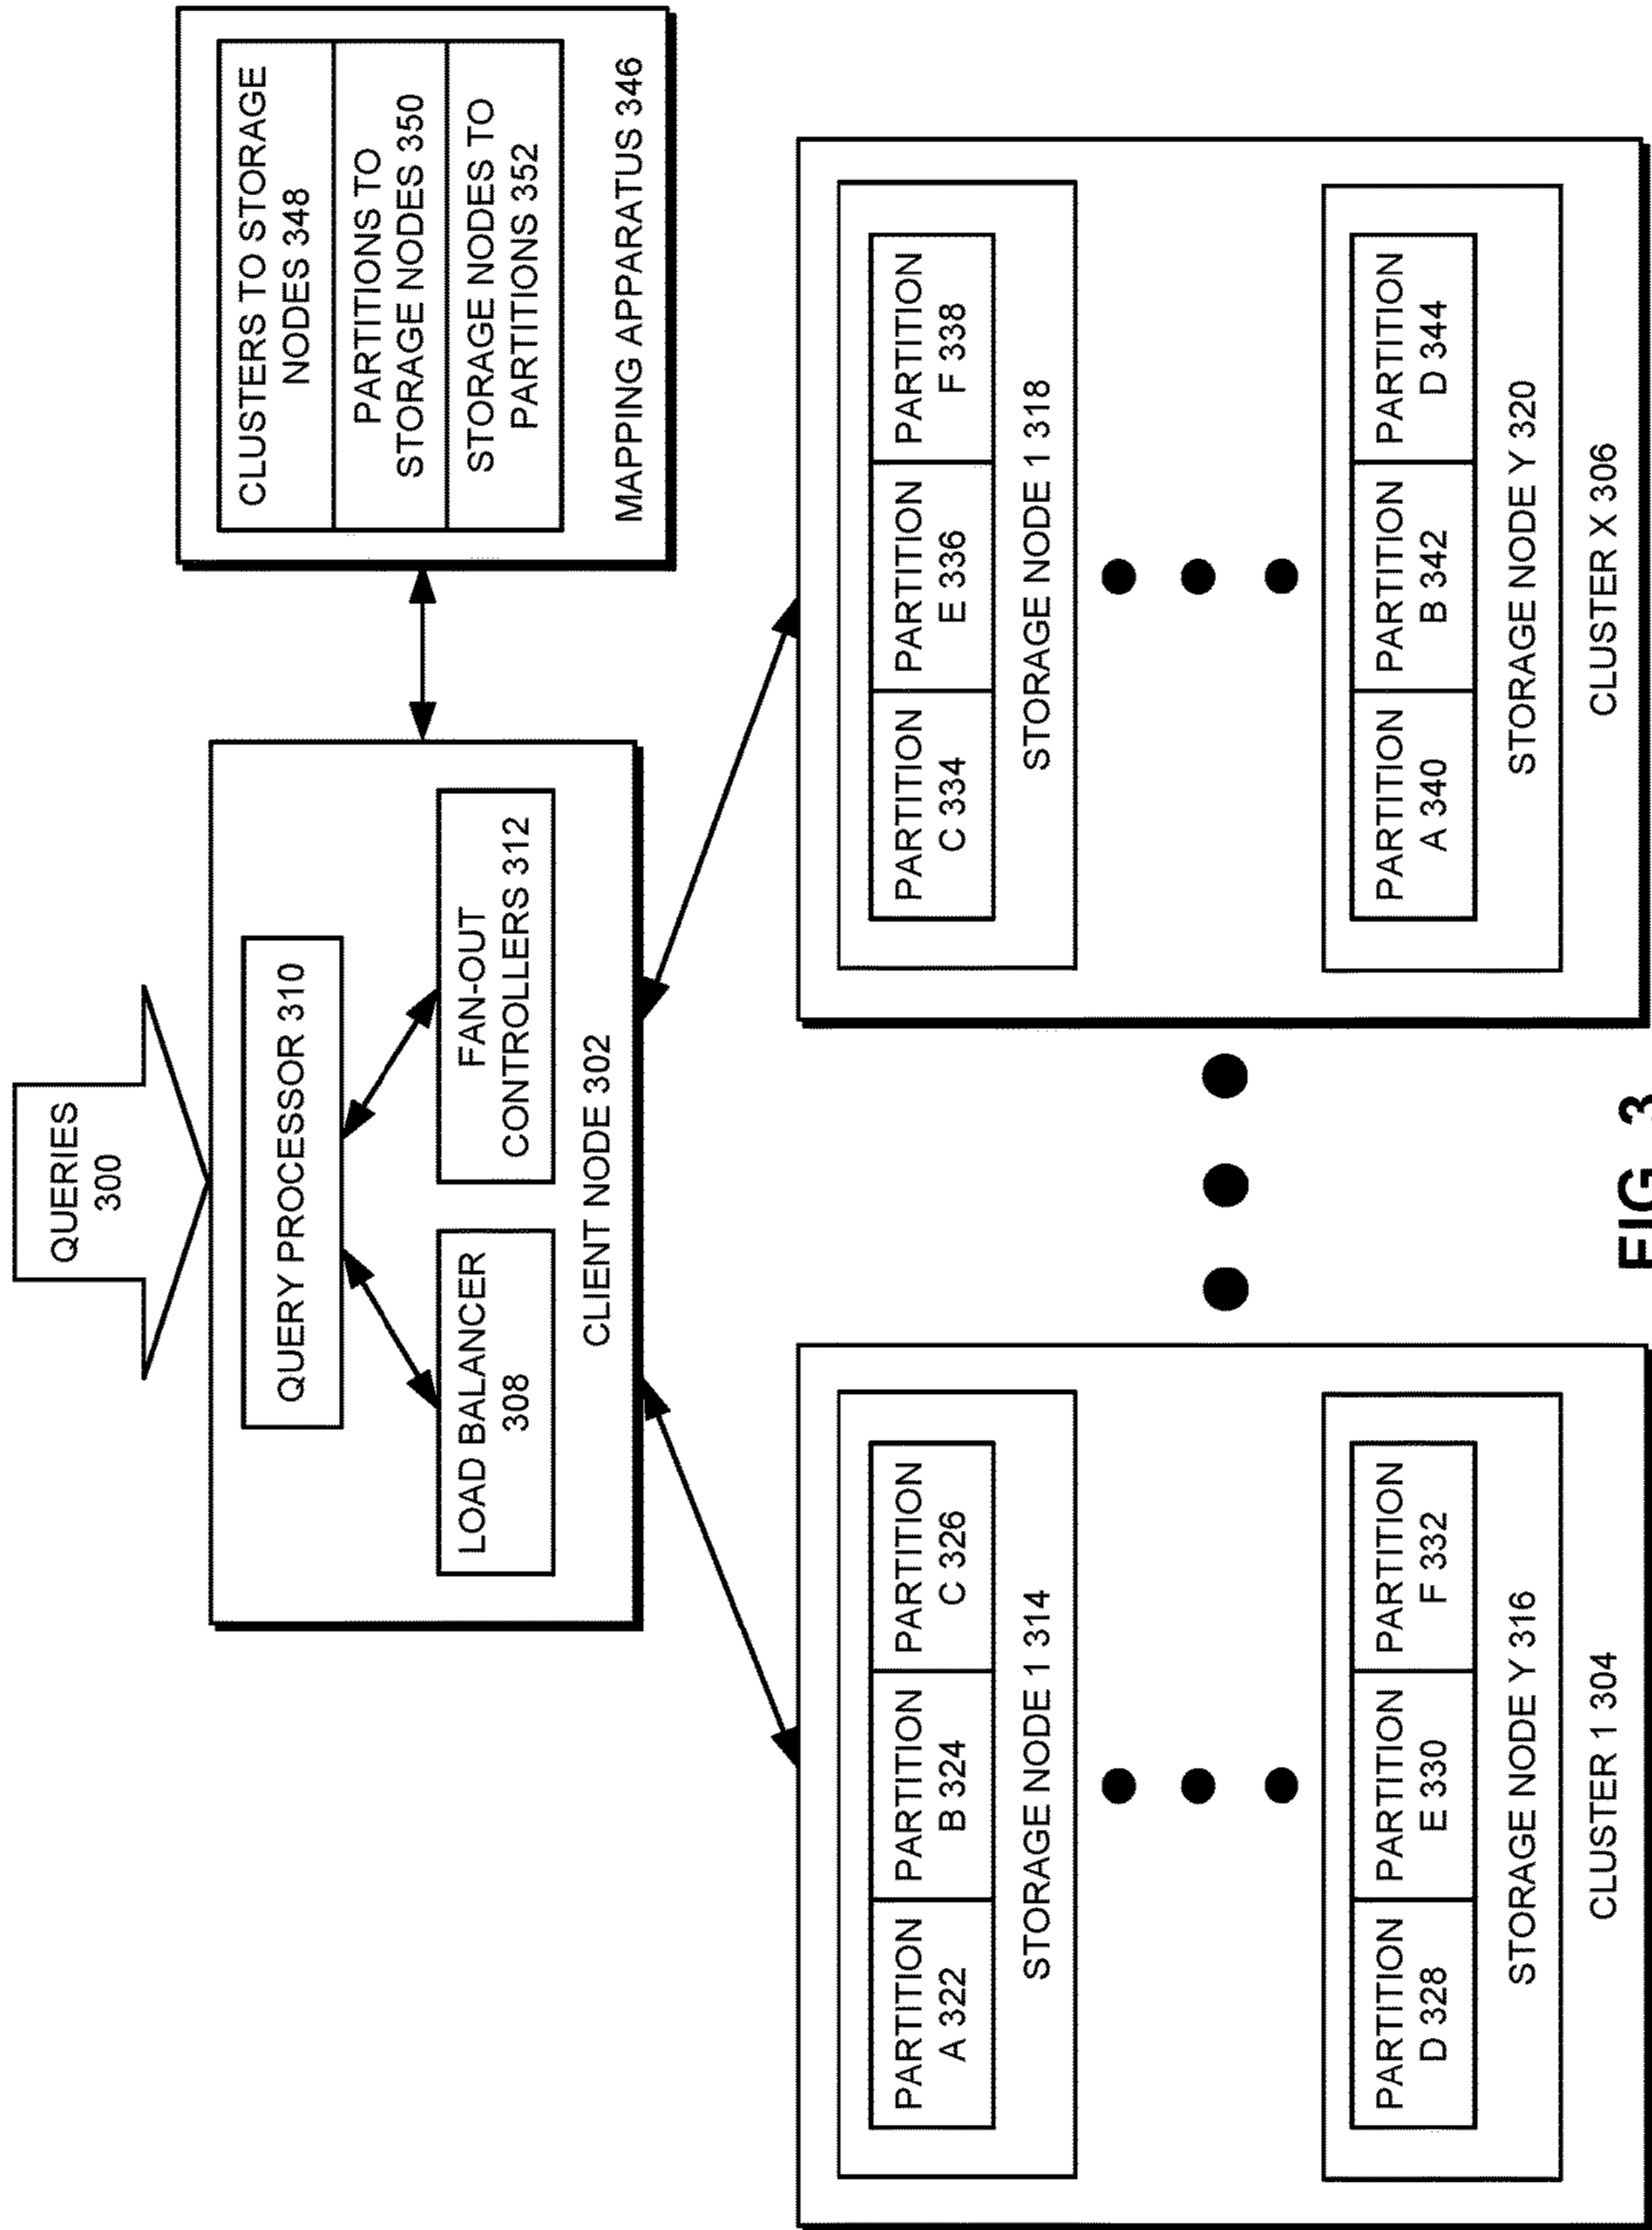 QUERIES
300
QUERY PROCESSOR 310
LOAD BALANCER
308
FAN-OUT
CONTROLLERS 312
CLIENT NODE 302
CLUSTERS TO STORAGE
NODES 348
PARTITIONS TO
STORAGE NODES 350
STORAGE NODES TO
PARTITIONS 352
MAPPING APPARATUS 346
PARTITION
A 322
PARTITION
B 324
PARTITION
C 326
STORAGE NODE 1 314
PARTITION
D 328
PARTITION
E 330
PARTITION
F 332
STORAGE NODE Y 316
CLUSTER 1 304
PARTITION
C 334
PARTITION
E 336
PARTITION
F 338
STORAGE NODE 1 318
PARTITION
A 340
PARTITION
B 342
PARTITION
D 344
STORAGE NODE Y 320
CLUSTER X 306
FIG. 3